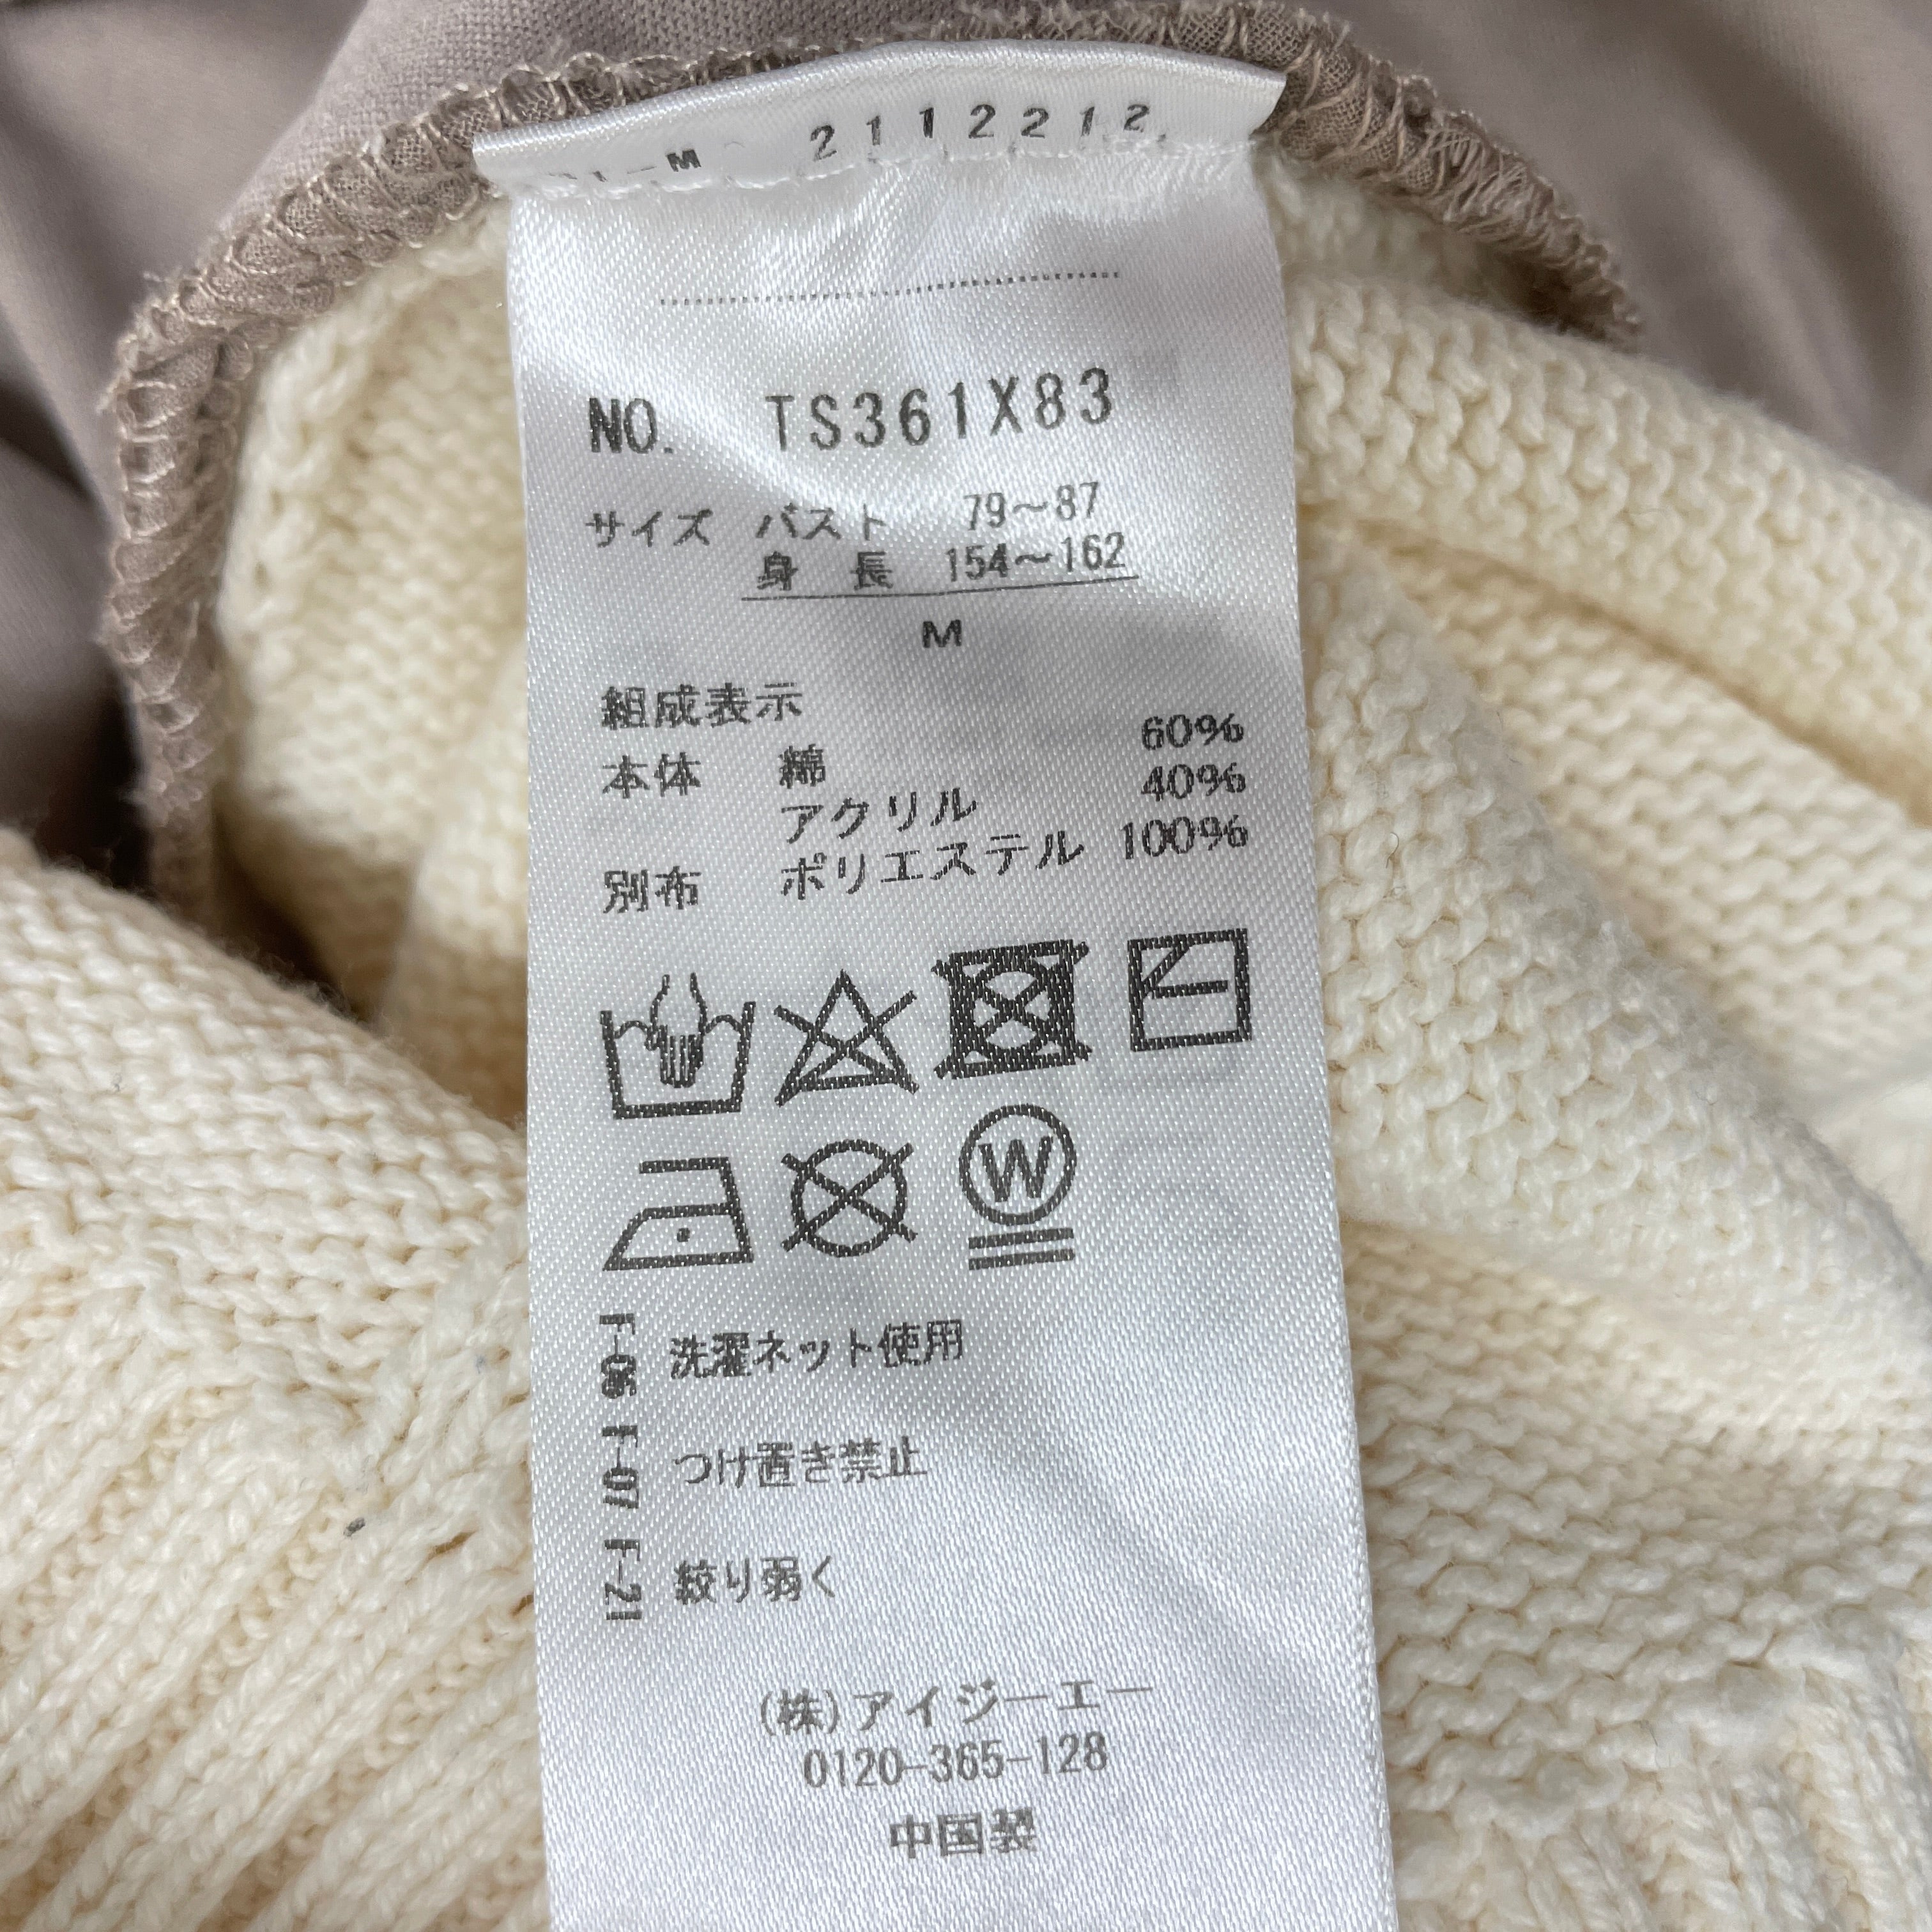 -M 2112212
NO. TS361X83
サイズ バスト 79〜87
身 長 154〜162
M
組成表示
本体 綿 60%
アクリル 40%
別布 ポリエステル 100%
W
F-06 洗濯ネット使用
F-07 つけ置き禁止
F-21 絞り弱く
(株)アイジーエー
0120-365-128
中国製